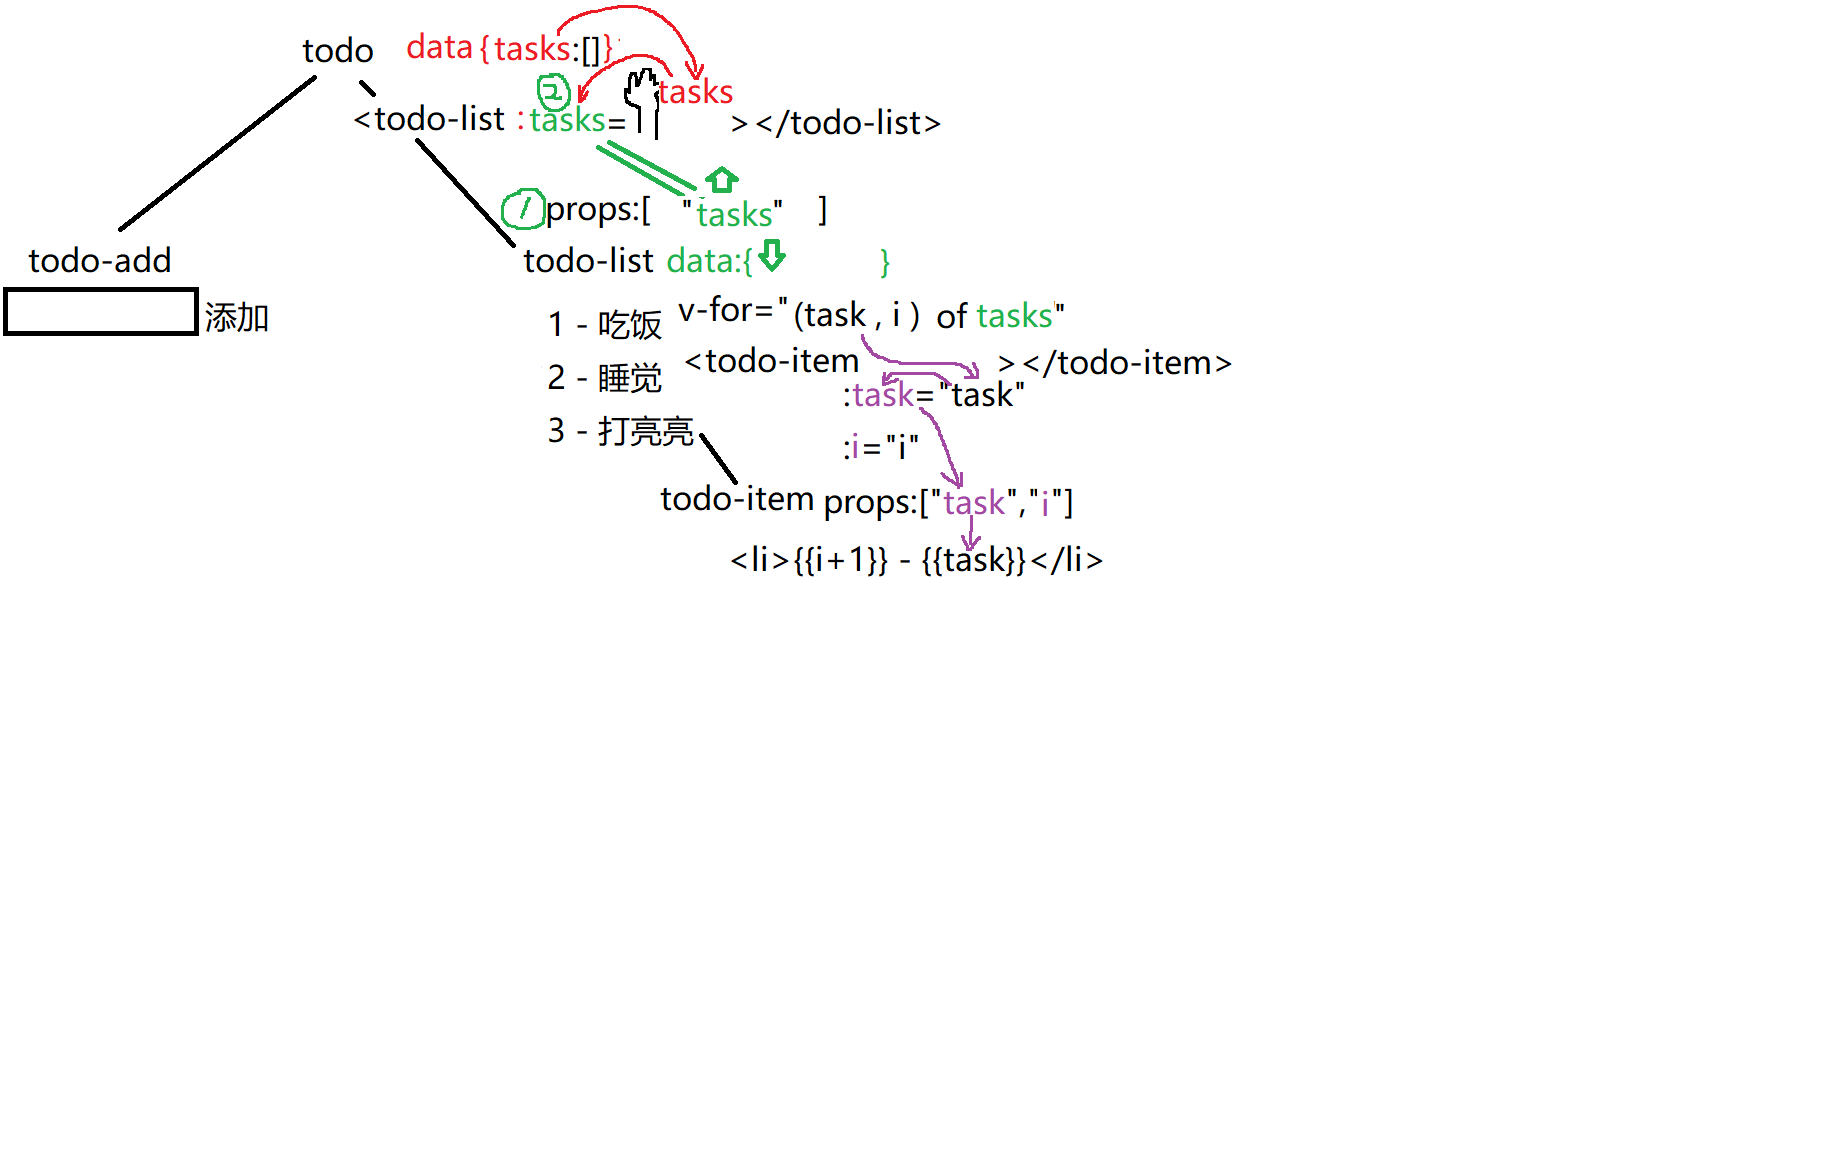 todo data{tasks:[]}
② tasks
<todo-list :tasks= ></todo-list>
① props:[ "tasks" ]
todo-add
todo-list data:{ }
添加
1 - 吃饭 v-for="(task , i ) of tasks"
<todo-item ></todo-item>
2 - 睡觉
:task="task"
3 - 打亮亮
:i="i"
todo-item props:["task","i"]
<li>{{i+1}} - {{task}}</li>